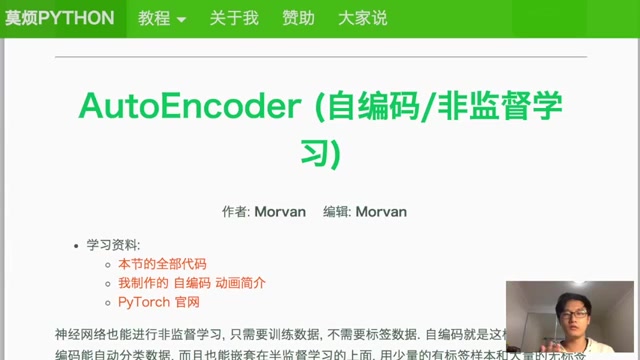 莫烦PYTHON 教程 关于我 赞助 大家说
AutoEncoder (自编码/非监督学
习)
作者: Morvan 编辑: Morvan
学习资料:
本节的全部代码
我制作的 自编码 动画简介
PyTorch 官网
神经网络也能进行非监督学习, 只需要训练数据, 不需要标签数据. 自编码就是这
编码能自动分类数据, 而且也能嵌套在半监督学习的上面, 用少量的有标签样本和大量的无标签